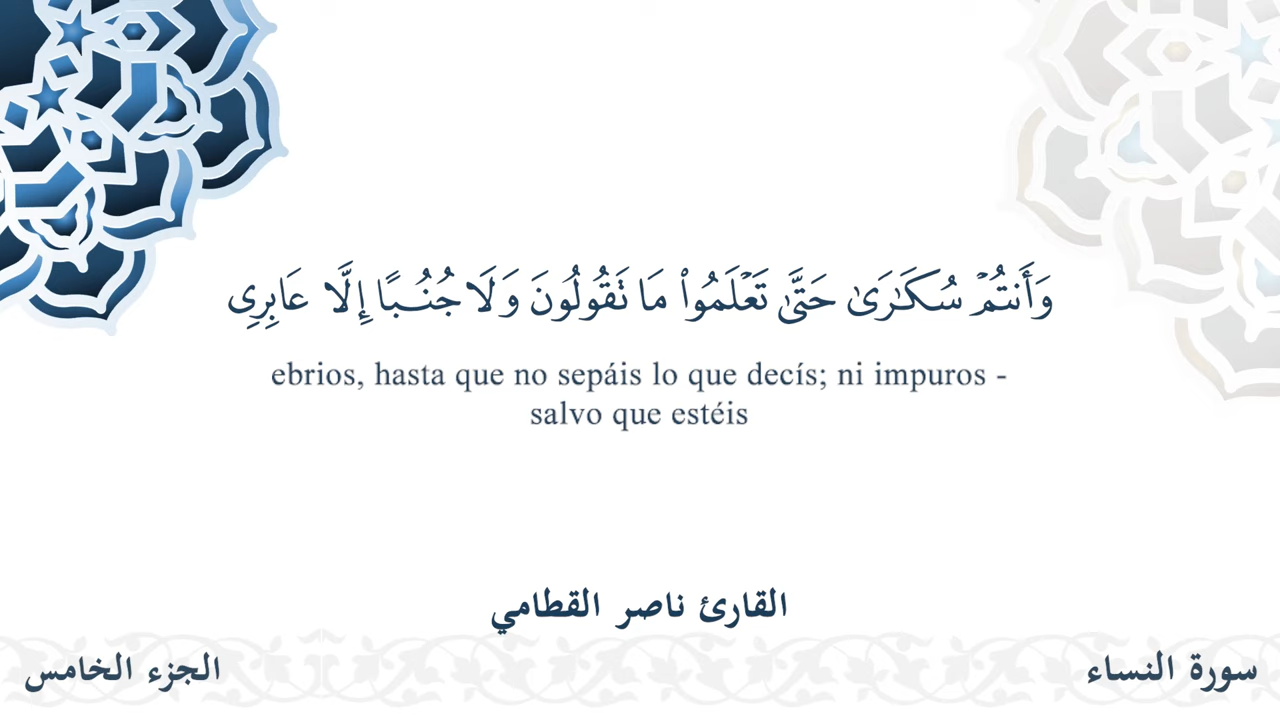 وَأَنتُمْ سُكَـٰرَىٰ حَتَّىٰ تَعْلَمُوا۟ مَا تَقُولُونَ وَلَا جُنُبًا إِلَّا عَابِرِى
ebrios, hasta que no sepáis lo que decís; ni impuros -
salvo que estéis
القارئ ناصر القطامي
سورة النساء
الجزء الخامس